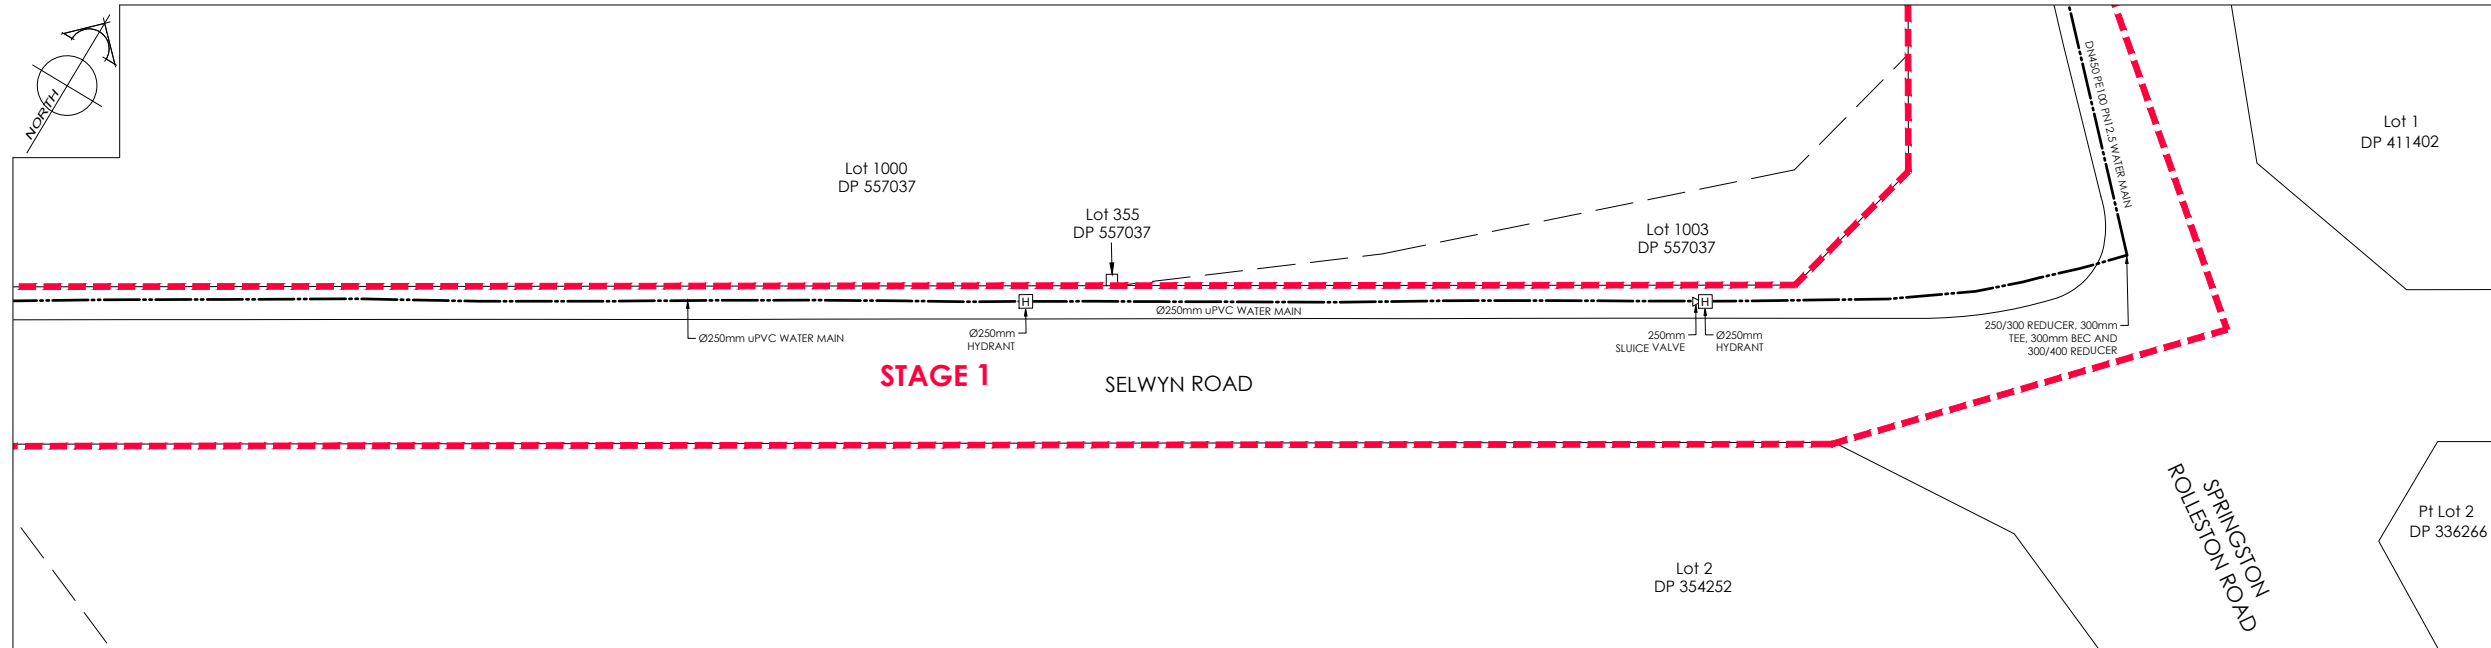 NORTH
Lot 1000
DP 557037
Lot 355
DP 557037
Lot 1003
DP 557037
DN450 PE100 PN12.5 WATER MAIN
Lot 1
DP 411402
H
H
Ø250mm uPVC WATER MAIN
Ø250mm
HYDRANT
Ø250mm uPVC WATER MAIN
250mm
SLUICE VALVE
Ø250mm
HYDRANT
250/300 REDUCER, 300mm
TEE, 300mm BEC AND
300/400 REDUCER
STAGE 1
SELWYN ROAD
SPRINGSTON
ROLLESTON ROAD
Pt Lot 2
DP 336266
Lot 2
DP 354252